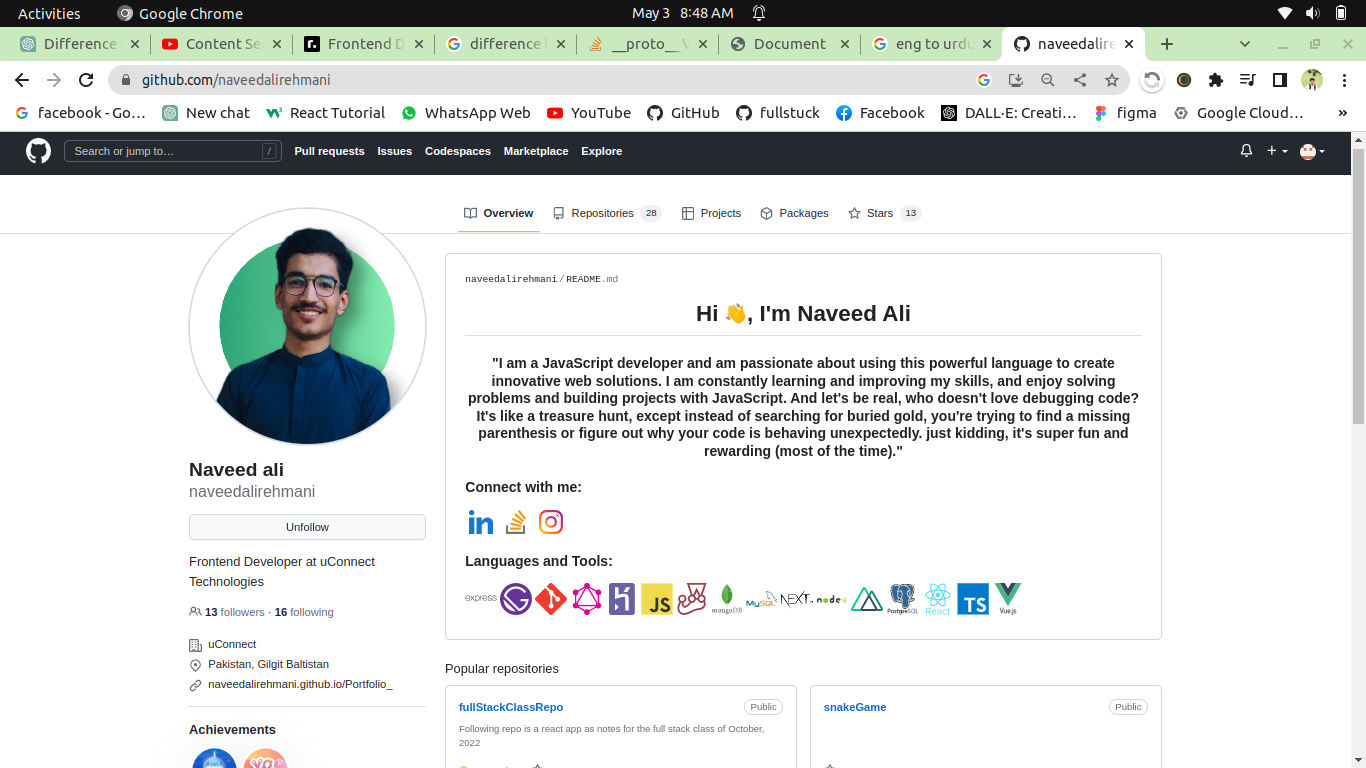 Activities
Google Chrome
May 3 8:48 AM
Difference
Content Se
Frontend D
difference
__proto__
Document
eng to urdu
naveedalire
github.com/naveedalirehmani
facebook - Go…
New chat
React Tutorial
WhatsApp Web
YouTube
GitHub
fullstuck
Facebook
DALL·E: Creati…
figma
Google Cloud…
»
Search or jump to…
/
Pull requests
Issues
Codespaces
Marketplace
Explore
Overview
Repositories 28
Projects
Packages
Stars 13
naveedalirehmani/README.md
Hi 👋, I'm Naveed Ali
"I am a JavaScript developer and am passionate about using this powerful language to create
innovative web solutions. I am constantly learning and improving my skills, and enjoy solving
problems and building projects with JavaScript. And let's be real, who doesn't love debugging code?
It's like a treasure hunt, except instead of searching for buried gold, you're trying to find a missing
parenthesis or figure out why your code is behaving unexpectedly. just kidding, it's super fun and
rewarding (most of the time)."
Connect with me:
in
Languages and Tools:
express
JS
mongoDB
MySQL
NEXT.
node
PostgreSQL
React
TS
Vue.js
Naveed ali
naveedalirehmani
Unfollow
Frontend Developer at uConnect
Technologies
13 followers · 16 following
uConnect
Pakistan, Gilgit Baltistan
naveedalirehmani.github.io/Portfolio_
Achievements
Popular repositories
fullStackClassRepo
Public
Following repo is a react app as notes for the full stack class of October,
2022
snakeGame
Public